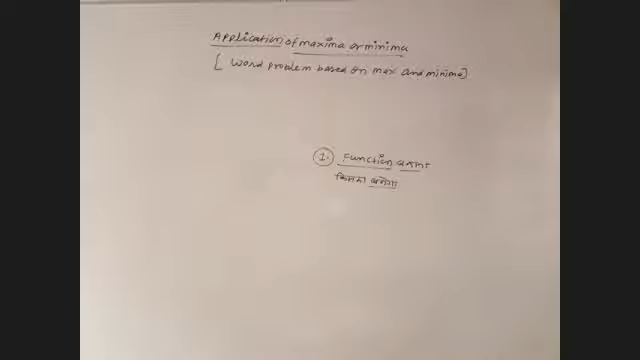 Application of maxima or minima
[ Word problem based on max and minima]
1. Function बनाना
किसका बनेगा